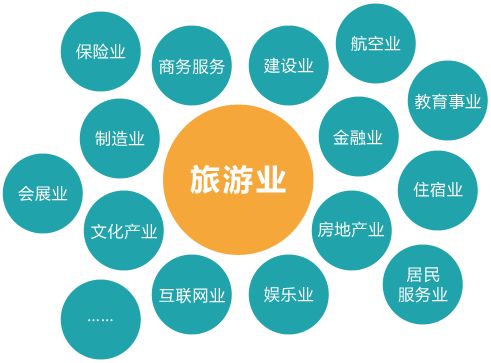 保险业
商务服务
建设业
航空业
教育事业
制造业
金融业
旅游业
会展业
住宿业
文化产业
房地产业
居民
服务业
互联网业
娱乐业
……